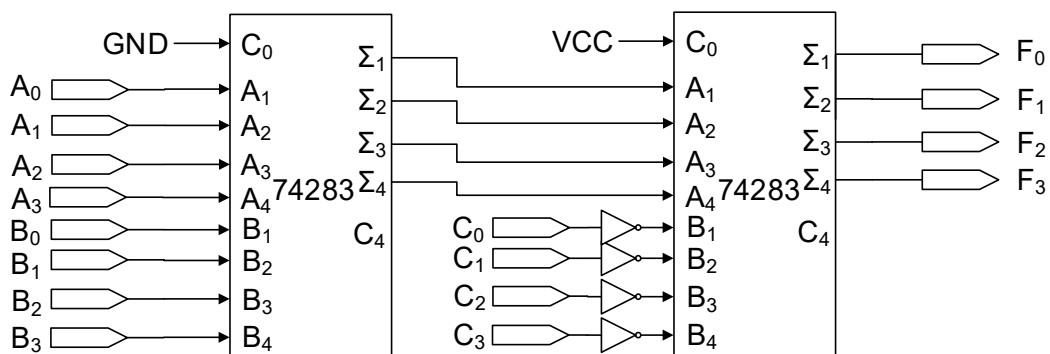 GND
C₀
Σ₁
VCC
C₀
Σ₁
F₀
A₀
A₁
Σ₂
A₁
Σ₂
F₁
A₁
A₂
Σ₃
A₂
Σ₃
F₂
A₂
A₃
Σ₄
A₃
Σ₄
F₃
A₃
A₄
74283
A₄
74283
B₀
B₁
C₄
C₀
B₁
C₄
B₁
B₂
C₁
B₂
B₂
B₃
C₂
B₃
B₃
B₄
C₃
B₄